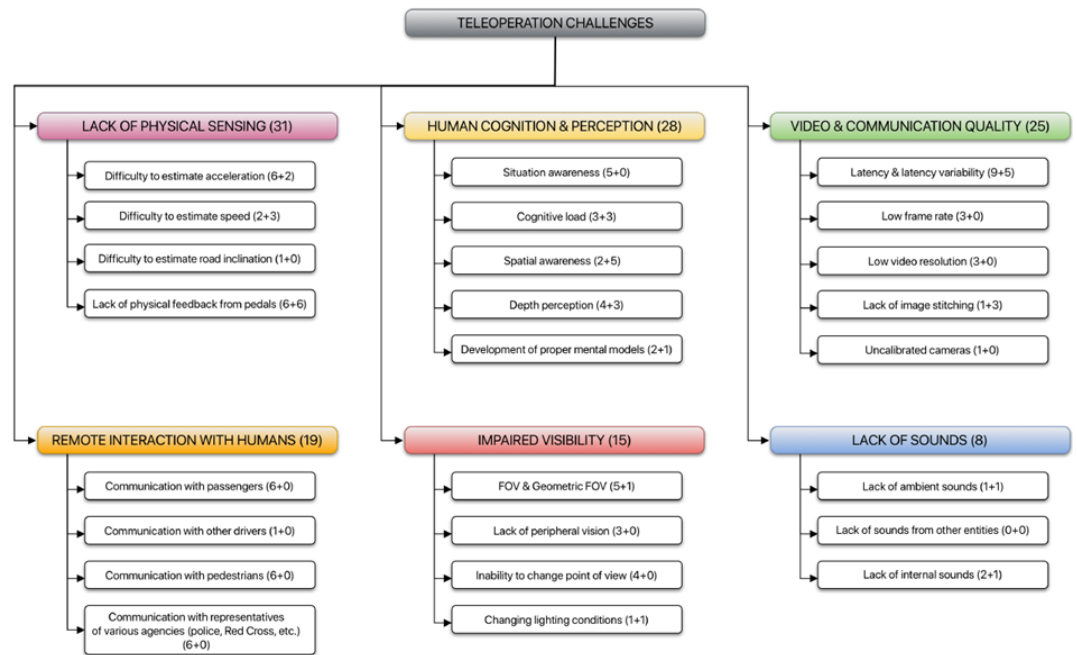 TELEOPERATION CHALLENGES
LACK OF PHYSICAL SENSING (31)
Difficulty to estimate acceleration (6+2)
Difficulty to estimate speed (2+3)
Difficulty to estimate road inclination (1+0)
Lack of physical feedback from pedals (6+6)
HUMAN COGNITION & PERCEPTION (28)
Situation awareness (5+0)
Cognitive load (3+3)
Spatial awareness (2+5)
Depth perception (4+3)
Development of proper mental models (2+1)
VIDEO & COMMUNICATION QUALITY (25)
Latency & latency variability (9+5)
Low frame rate (3+0)
Low video resolution (3+0)
Lack of image stitching (1+3)
Uncalibrated cameras (1+0)
REMOTE INTERACTION WITH HUMANS (19)
Communication with passengers (6+0)
Communication with other drivers (1+0)
Communication with pedestrians (6+0)
Communication with representatives
of various agencies (police, Red Cross, etc.)
(6+0)
IMPAIRED VISIBILITY (15)
FOV & Geometric FOV (5+1)
Lack of peripheral vision (3+0)
Inability to change point of view (4+0)
Changing lighting conditions (1+1)
LACK OF SOUNDS (8)
Lack of ambient sounds (1+1)
Lack of sounds from other entities (0+0)
Lack of internal sounds (2+1)